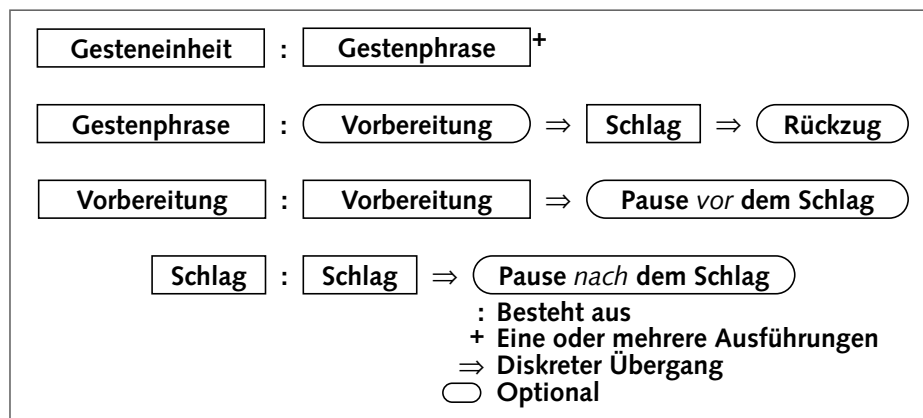 Gesteneinheit : Gestenphrase +
Gestenphrase : Vorbereitung ⇒ Schlag ⇒ Rückzug
Vorbereitung : Vorbereitung ⇒ Pause vor dem Schlag
Schlag : Schlag ⇒ Pause nach dem Schlag
: Besteht aus
+ Eine oder mehrere Ausführungen
⇒ Diskreter Übergang
Optional